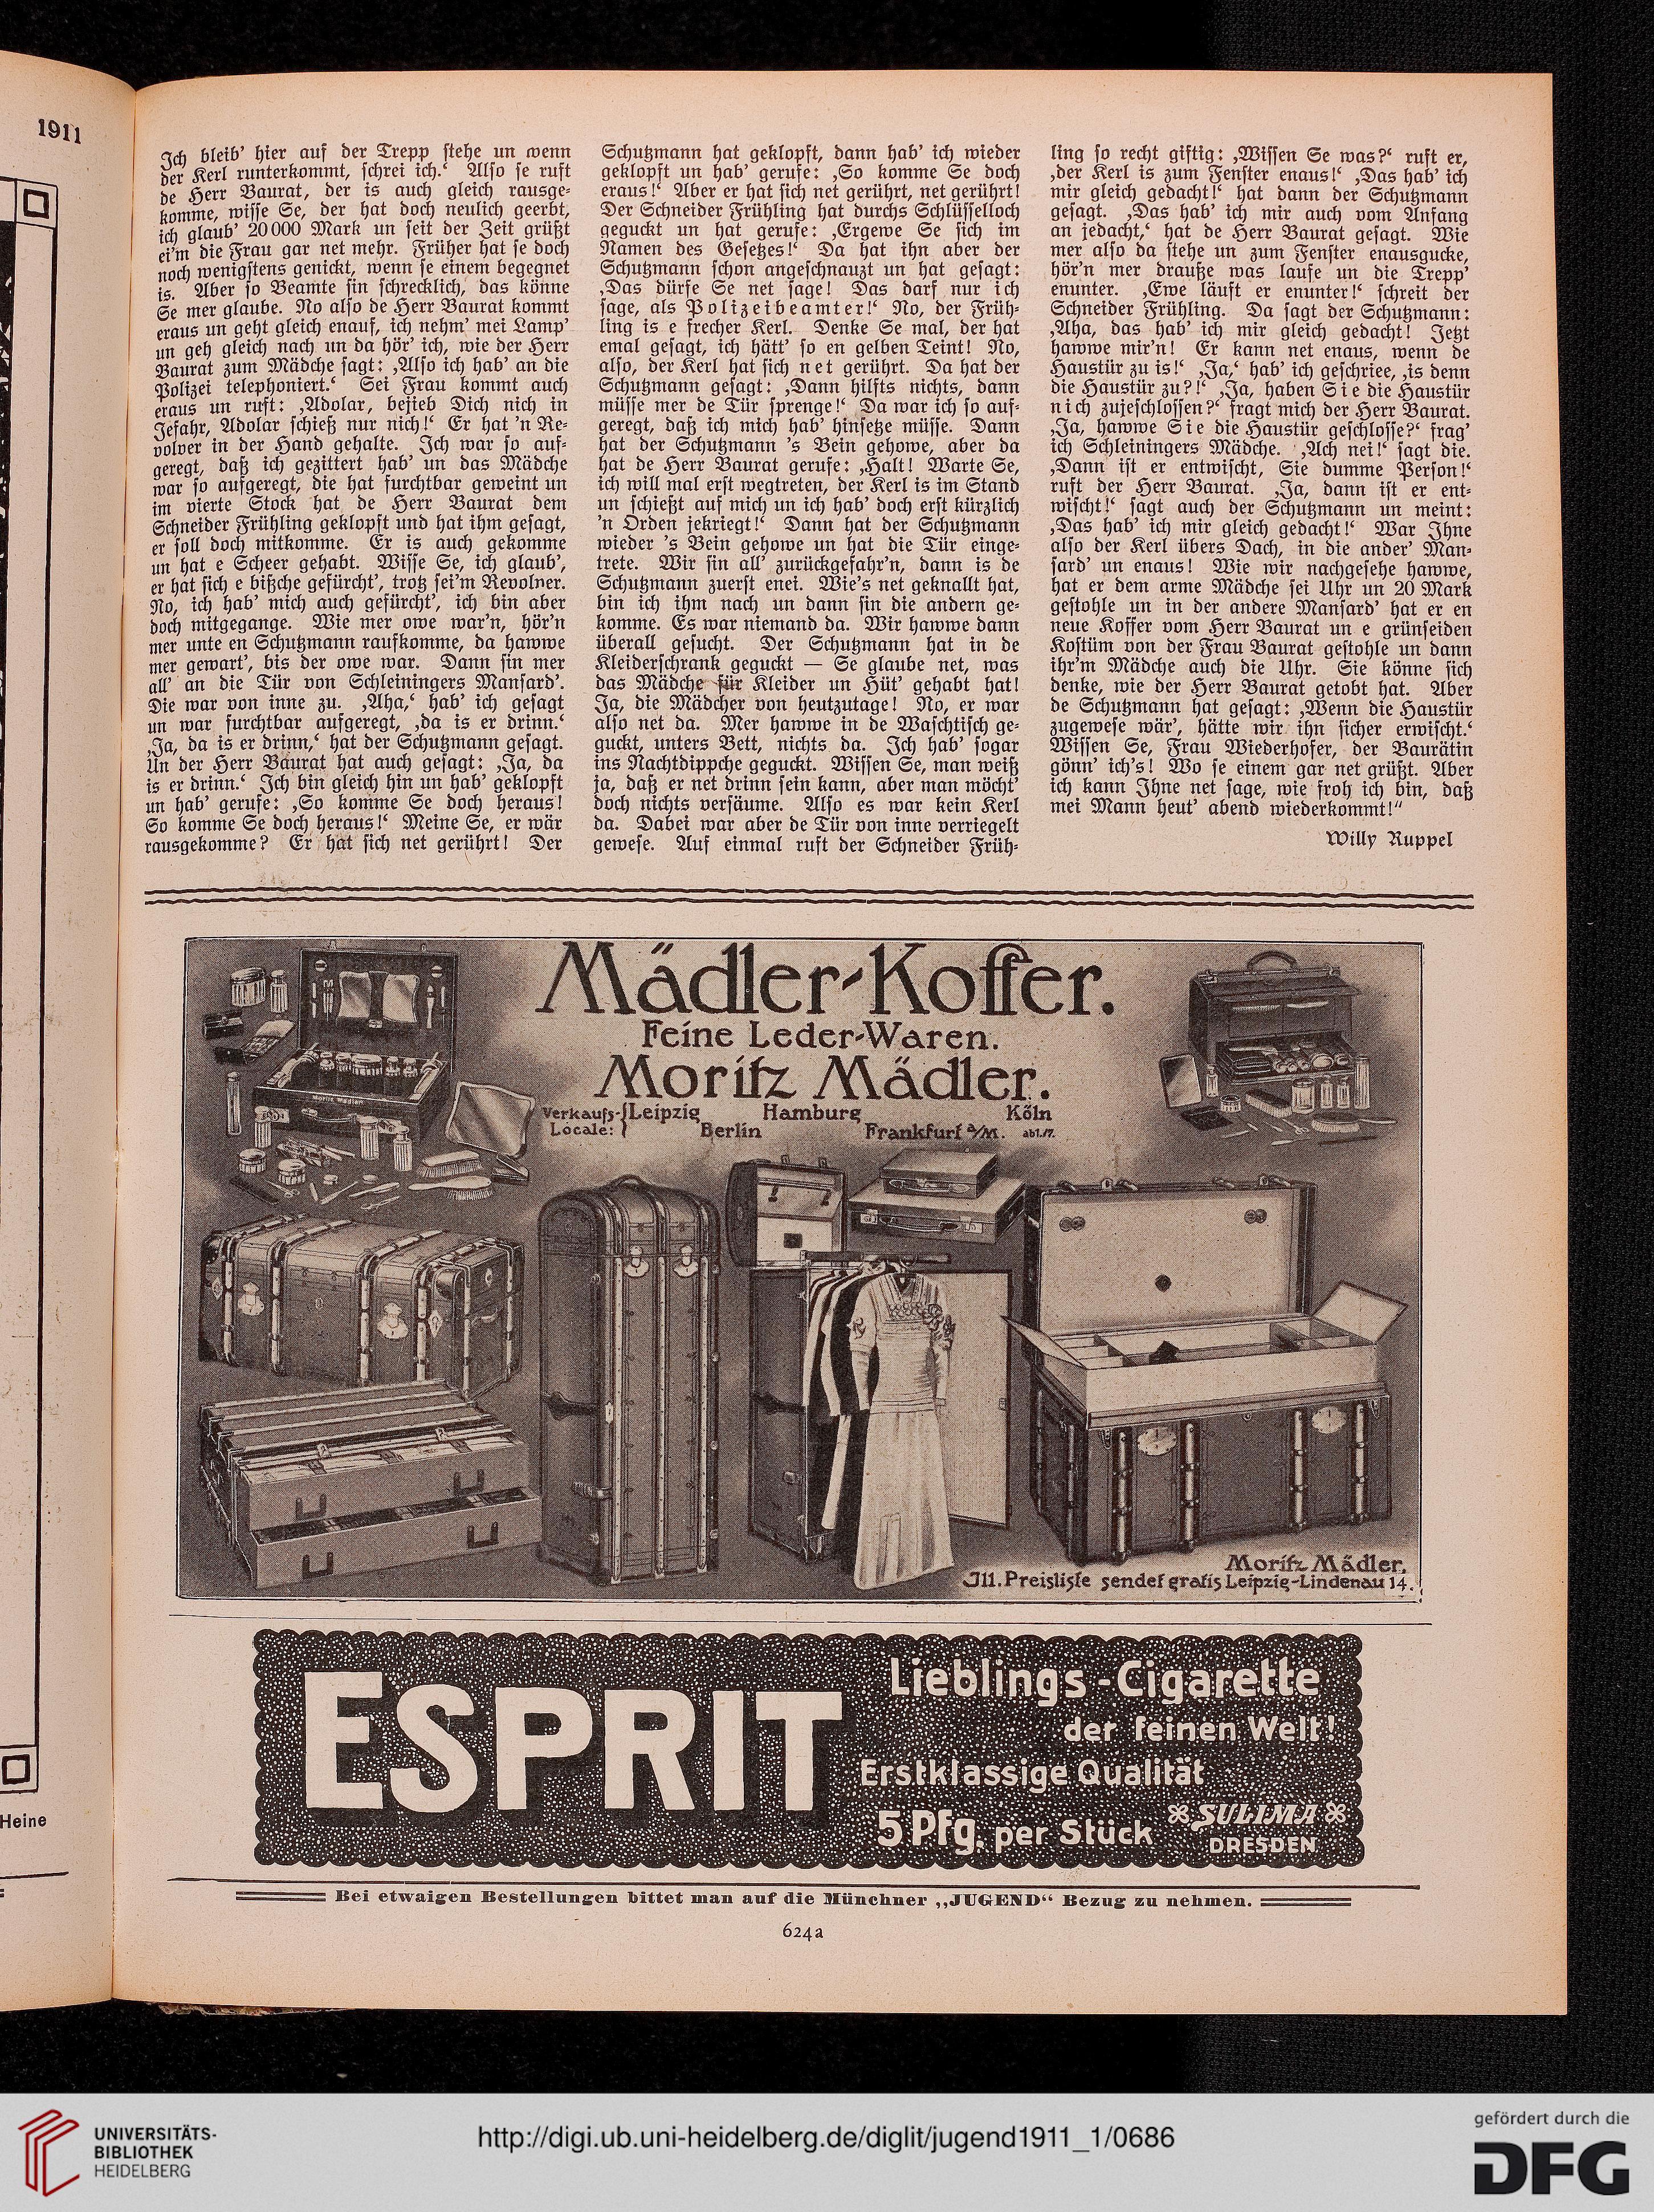 1911
Heine
Ich bleib' hier auf der Trepp stehe un wenn
der Kerl runterkommt, schrei ich.‘ Also se ruft
de Herr Baurat, der is auch gleich rausge-
komme, wisse Se, der hat doch neulich geerbt,
ich glaub' 20 000 Mark un seit der Zeit grüßt
ei'm die Frau gar net mehr. Früher hat se doch
noch wenigstens genickt, wenn se einem begegnet
is. Aber so Beamte sin schrecklich, das könne
Se mer glaube. No also de Herr Baurat kommt
eraus un geht gleich enauf, ich nehm' mei Lamp'
un geh gleich nach un da hör' ich, wie der Herr
Baurat zum Mädche sagt: ‚Also ich hab' an die
Polizei telephoniert.‘ Sei Frau kommt auch
eraus un ruft: ‚Adolar, bejieb Dich nich in
Jefahr, Adolar schieß nur nich!‘ Er hat 'n Re-
volver in der Hand gehalte. Ich war so auf-
geregt, daß ich gezittert hab' un das Mädche
war so aufgeregt, die hat furchtbar geweint un
im vierte Stock hat de Herr Baurat dem
Schneider Frühling geklopft und hat ihm gesagt,
er soll doch mitkomme. Er is auch gekomme
un hat e Scheer gehabt. Wisse Se, ich glaub',
er hat sich e bißche gefürcht', trotz sei'm Revolver.
No, ich hab' mich auch gefürcht', ich bin aber
doch mitgegange. Wie mer owe war'n, hör'n
mer unte en Schutzmann raufkomme, da hawwe
mer gewart', bis der owe war. Dann sin mer
all' an die Tür von Schleiningers Mansard'.
Die war von inne zu. ‚Aha,‘ hab' ich gesagt
un war furchtbar aufgeregt, ‚da is er drinn.‘
‚Ja, da is er drinn,‘ hat der Schutzmann gesagt.
Un der Herr Baurat hat auch gesagt: ‚Ja, da
is er drinn.‘ Ich bin gleich hin un hab' geklopft
un hab' gerufe: ‚So komme Se doch heraus!
So komme Se doch heraus!‘ Meine Se, er wär
rausgekomme? Er hat sich net gerührt! Der
Schutzmann hat geklopft, dann hab' ich wieder
geklopft un hab' gerufe: ‚So komme Se doch
eraus!‘ Aber er hat sich net gerührt, net gerührt!
Der Schneider Frühling hat durchs Schlüsselloch
geguckt un hat gerufe: ‚Ergewe Se sich im
Namen des Gesetzes!‘ Da hat ihn aber der
Schutzmann schon angeschnauzt un hat gesagt:
‚Das dürfe Se net sage! Das darf nur ich
sage, als Polizeibeamter!‘ No, der Früh-
ling is e frecher Kerl. Denke Se mal, der hat
emal gesagt, ich hätt' so en gelben Teint! No,
also, der Kerl hat sich net gerührt. Da hat der
Schutzmann gesagt: ‚Dann hilfts nichts, dann
müsse mer de Tür sprenge!‘ Da war ich so auf-
geregt, daß ich mich hab' hinsetze müsse. Dann
hat der Schutzmann 's Bein gehowe, aber da
hat de Herr Baurat gerufe: ‚Halt! Warte Se,
ich will mal erst wegtreten, der Kerl is im Stand
un schießt auf mich un ich hab' doch erst kürzlich
'n Orden jekriegt!‘ Dann hat der Schutzmann
wieder 's Bein gehowe un hat die Tür einge-
trete. Wir sin all' zurückgefahr'n, dann is de
Schutzmann zuerst enei. Wie's net geknallt hat,
bin ich ihm nach un dann sin die andern ge-
komme. Es war niemand da. Wir hawwe dann
überall gesucht. Der Schutzmann hat in de
Kleiderschrank geguckt — Se glaube net, was
das Mädche für Kleider un Hüt' gehabt hat!
Ja, die Mädcher von heutzutage! No, er war
also net da. Mer hawwe in de Waschtisch ge-
guckt, unters Bett, nichts da. Ich hab' sogar
ins Nachtdippche geguckt. Wissen Se, man weiß
ja, daß er net drinn sein kann, aber man möcht'
doch nichts versäume. Also es war kein Kerl
da. Dabei war aber de Tür von inne verriegelt
gewese. Auf einmal ruft der Schneider Früh-
ling so recht giftig: ‚Wissen Se was?‘ ruft er,
‚der Kerl is zum Fenster enaus!‘ ‚Das hab' ich
mir gleich gedacht!‘ hat dann der Schutzmann
gesagt. ‚Das hab' ich mir auch vom Anfang
an jedacht,‘ hat de Herr Baurat gesagt. Wie
mer also da stehe un zum Fenster enausgucke,
hör'n mer drauße was laufe un die Trepp'
enunter. ‚Ewe läuft er enunter!‘ schreit der
Schneider Frühling. Da sagt der Schutzmann:
‚Aha, das hab' ich mir gleich gedacht! Jetzt
hawwe mir'n! Er kann net enaus, wenn de
Haustür zu is!‘ ‚Ja,‘ hab' ich geschriee, ‚is denn
die Haustür zu?!‘ ‚Ja, haben Sie die Haustür
nich zujeschlossen?‘ fragt mich der Herr Baurat.
‚Ja, hawwe Sie die Haustür geschlosse?‘ frag'
ich Schleiningers Mädche. ‚Ach nei!‘ sagt die.
‚Dann ist er entwischt, Sie dumme Person!‘
ruft der Herr Baurat. ‚Ja, dann ist er ent-
wischt!‘ sagt auch der Schutzmann un meint:
‚Das hab' ich mir gleich gedacht!‘ War Ihne
also der Kerl übers Dach, in die ander' Man-
sard' un enaus! Wie wir nachgesehe hawwe,
hat er dem arme Mädche sei Uhr un 20 Mark
gestohle un in der andere Mansard' hat er en
neue Koffer vom Herr Baurat un e grünseiden
Kostüm von der Frau Baurat gestohle un dann
ihr'm Mädche auch die Uhr. Sie könne sich
denke, wie der Herr Baurat getobt hat. Aber
de Schutzmann hat gesagt: ‚Wenn die Haustür
zugewese wär', hätte wir ihn sicher erwischt.‘
Wissen Se, Frau Wiederhofer, der Baurätin
gönn' ich's! Wo se einem gar net grüßt. Aber
ich kann Ihne net sage, wie froh ich bin, daß
mei Mann heut' abend wiederkommt!“
Willy Ruppel
Mädler-Koffer.
Feine Leder-Waren.
Moritz Mädler.
Verkaufs-Locale: Leipzig Hamburg Köln
Berlin Frankfurt a/M. ab 1./7.
Moritz Mädler
Moritz Mädler,
Ill. Preisliste sendet gratis Leipzig-Lindenau 14.
ESPRIT
Lieblings-Cigarette
der feinen Welt!
Erstklassige Qualität
5 Pfg. per Stück
SULIMA
DRESDEN
Bei etwaigen Bestellungen bittet man auf die Münchner „JUGEND“ Bezug zu nehmen.
624a
UNIVERSITÄTS-
BIBLIOTHEK
HEIDELBERG
http://digi.ub.uni-heidelberg.de/diglit/jugend1911_1/0686
gefördert durch die
DFG